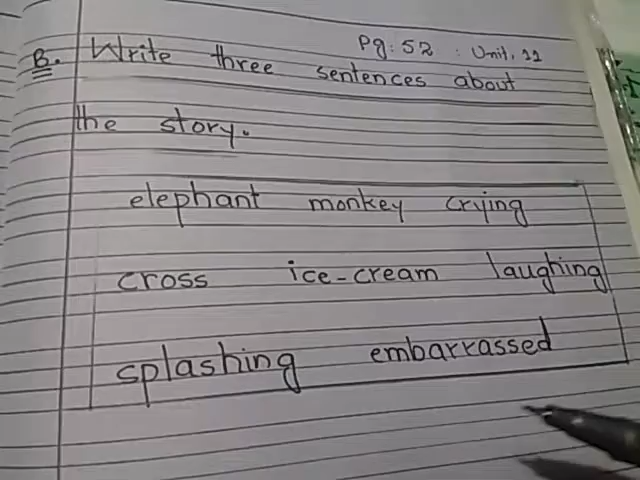 Pg: 52 : Unit. 11
B. Write three sentences about
the story.
elephant monkey crying
cross ice-cream laughing
splashing embarrassed